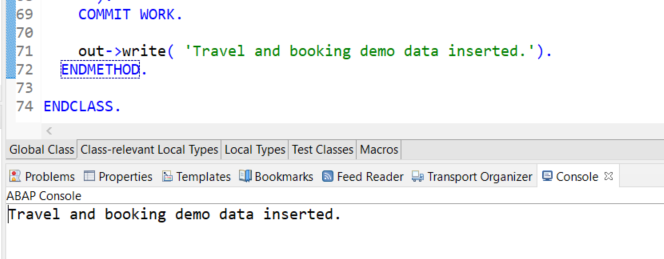 69 COMMIT WORK.
70
71 out->write( 'Travel and booking demo data inserted.').
72 ENDMETHOD.
73
74 ENDCLASS.
Global Class Class-relevant Local Types Local Types Test Classes Macros
Problems Properties Templates Bookmarks Feed Reader Transport Organizer Console
ABAP Console
Travel and booking demo data inserted.